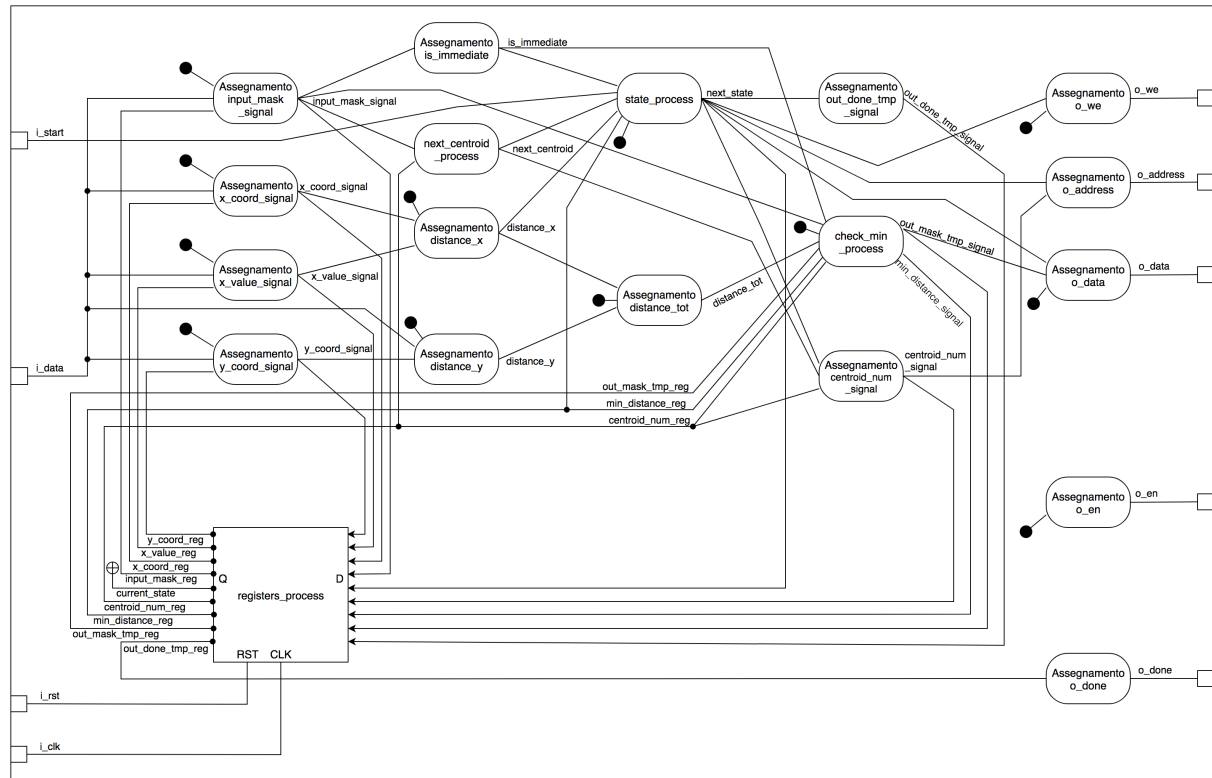 Assegnamento
is_immediate
is_immediate
Assegnamento
input_mask
_signal
input_mask_signal
state_process
next_state
Assegnamento
out_done_tmp
_signal
out_done_tmp_signal
Assegnamento
o_we
o_we
i_start
next_centroid
_process
next_centroid
Assegnamento
x_coord_signal
x_coord_signal
Assegnamento
o_address
o_address
Assegnamento
distance_x
distance_x
check_min
_process
out_mask_tmp_signal
min_distance_signal
Assegnamento
x_value_signal
x_value_signal
Assegnamento
o_data
o_data
Assegnamento
distance_tot
distance_tot
i_data
Assegnamento
y_coord_signal
y_coord_signal
Assegnamento
distance_y
distance_y
Assegnamento
centroid_num
_signal
centroid_num
_signal
out_mask_tmp_reg
min_distance_reg
centroid_num_reg
Assegnamento
o_en
o_en
y_coord_reg
x_value_reg
x_coord_reg
input_mask_reg
current_state
centroid_num_reg
min_distance_reg
out_mask_tmp_reg
out_done_tmp_reg
Q
D
registers_process
RST CLK
Assegnamento
o_done
o_done
i_rst
i_clk